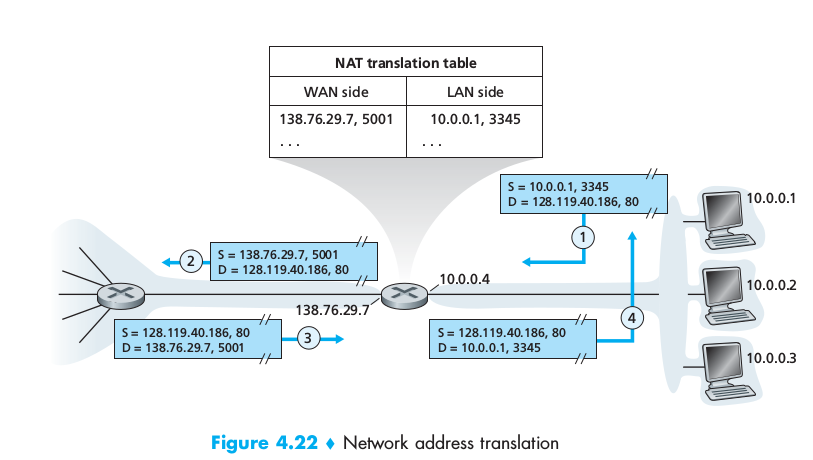 NAT translation table
WAN side
LAN side
138.76.29.7, 5001
10.0.0.1, 3345
. . .
. . .
S = 10.0.0.1, 3345
D = 128.119.40.186, 80
10.0.0.1
1
S = 138.76.29.7, 5001
D = 128.119.40.186, 80
2
10.0.0.4
10.0.0.2
138.76.29.7
S = 128.119.40.186, 80
D = 138.76.29.7, 5001
3
S = 128.119.40.186, 80
D = 10.0.0.1, 3345
4
10.0.0.3
Figure 4.22 ♦ Network address translation